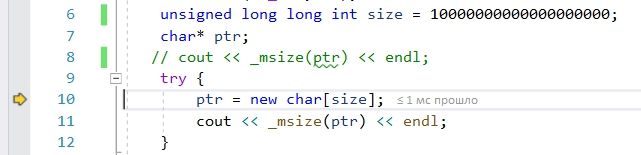 6 unsigned long long int size = 10000000000000000000;
7 char* ptr;
8 // cout << _msize(ptr) << endl;
9 try {
10 ptr = new char[size]; ≤ 1 мс прошло
11 cout << _msize(ptr) << endl;
12 }